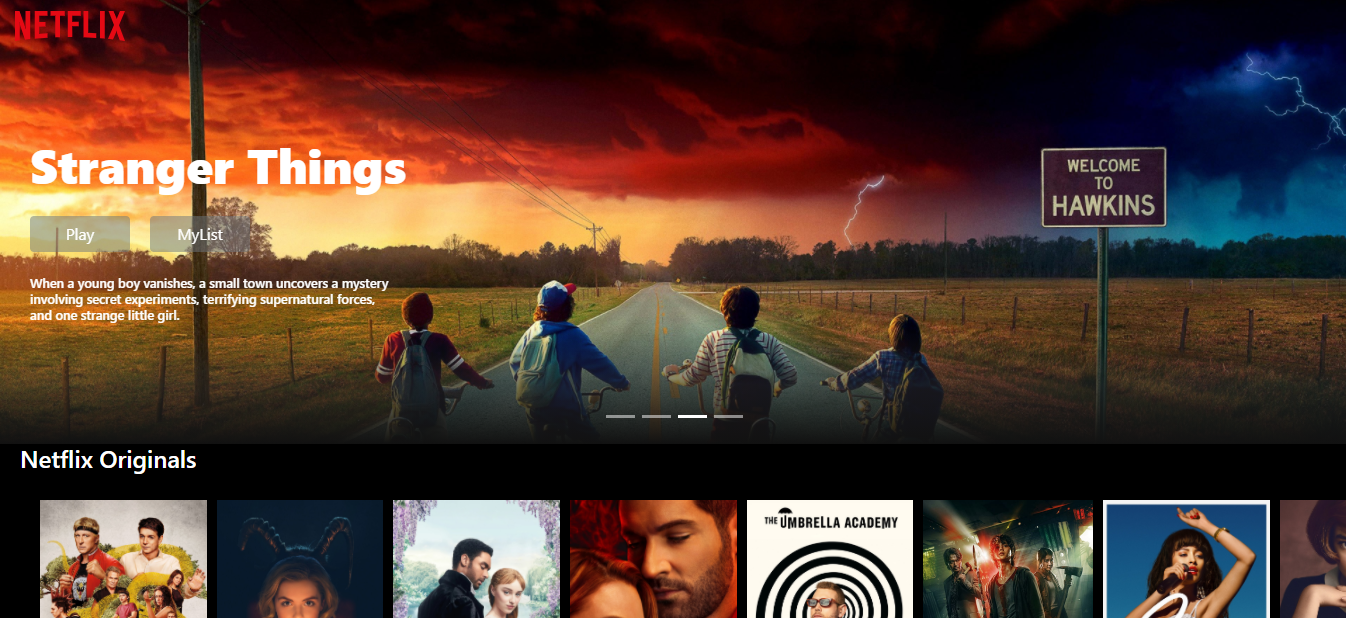 NETFLIX
Stranger Things
Play
MyList
When a young boy vanishes, a small town uncovers a mystery
involving secret experiments, terrifying supernatural forces,
and one strange little girl.
WELCOME
TO
HAWKINS
Netflix Originals
THE UMBRELLA ACADEMY